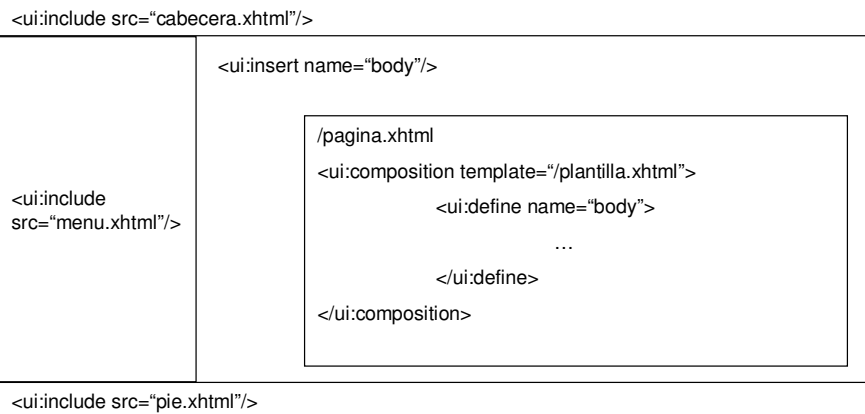 <ui:include src=“cabecera.xhtml”/>
<ui:insert name=“body”/>
/pagina.xhtml
<ui:composition template=“/plantilla.xhtml”>
<ui:define name=“body”>
…
</ui:define>
</ui:composition>
<ui:include
src=“menu.xhtml”/>
<ui:include src=“pie.xhtml”/>